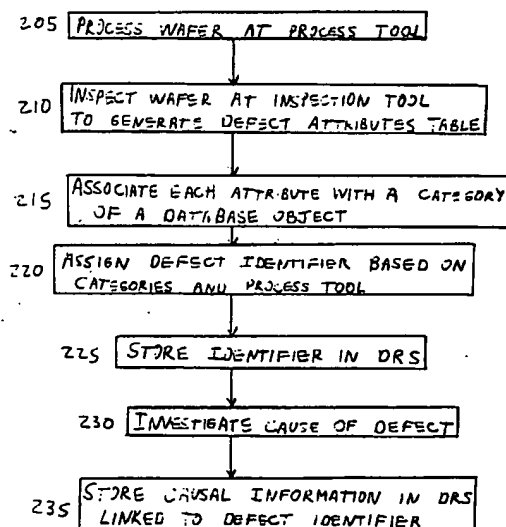 205 PROCESS WAFER AT PROCESS TOOL
210 INSPECT WAFER AT INSPECTION TOOL
TO GENERATE DEFECT ATTRIBUTES TABLE
215 ASSOCIATE EACH ATTRIBUTE WITH A CATEGORY
OF A DATABASE OBJECT
220 ASSIGN DEFECT IDENTIFIER BASED ON
CATEGORIES AND PROCESS TOOL
225 STORE IDENTIFIER IN DRS
230 INVESTIGATE CAUSE OF DEFECT
235 STORE CAUSAL INFORMATION IN DRS
LINKED TO DEFECT IDENTIFIER